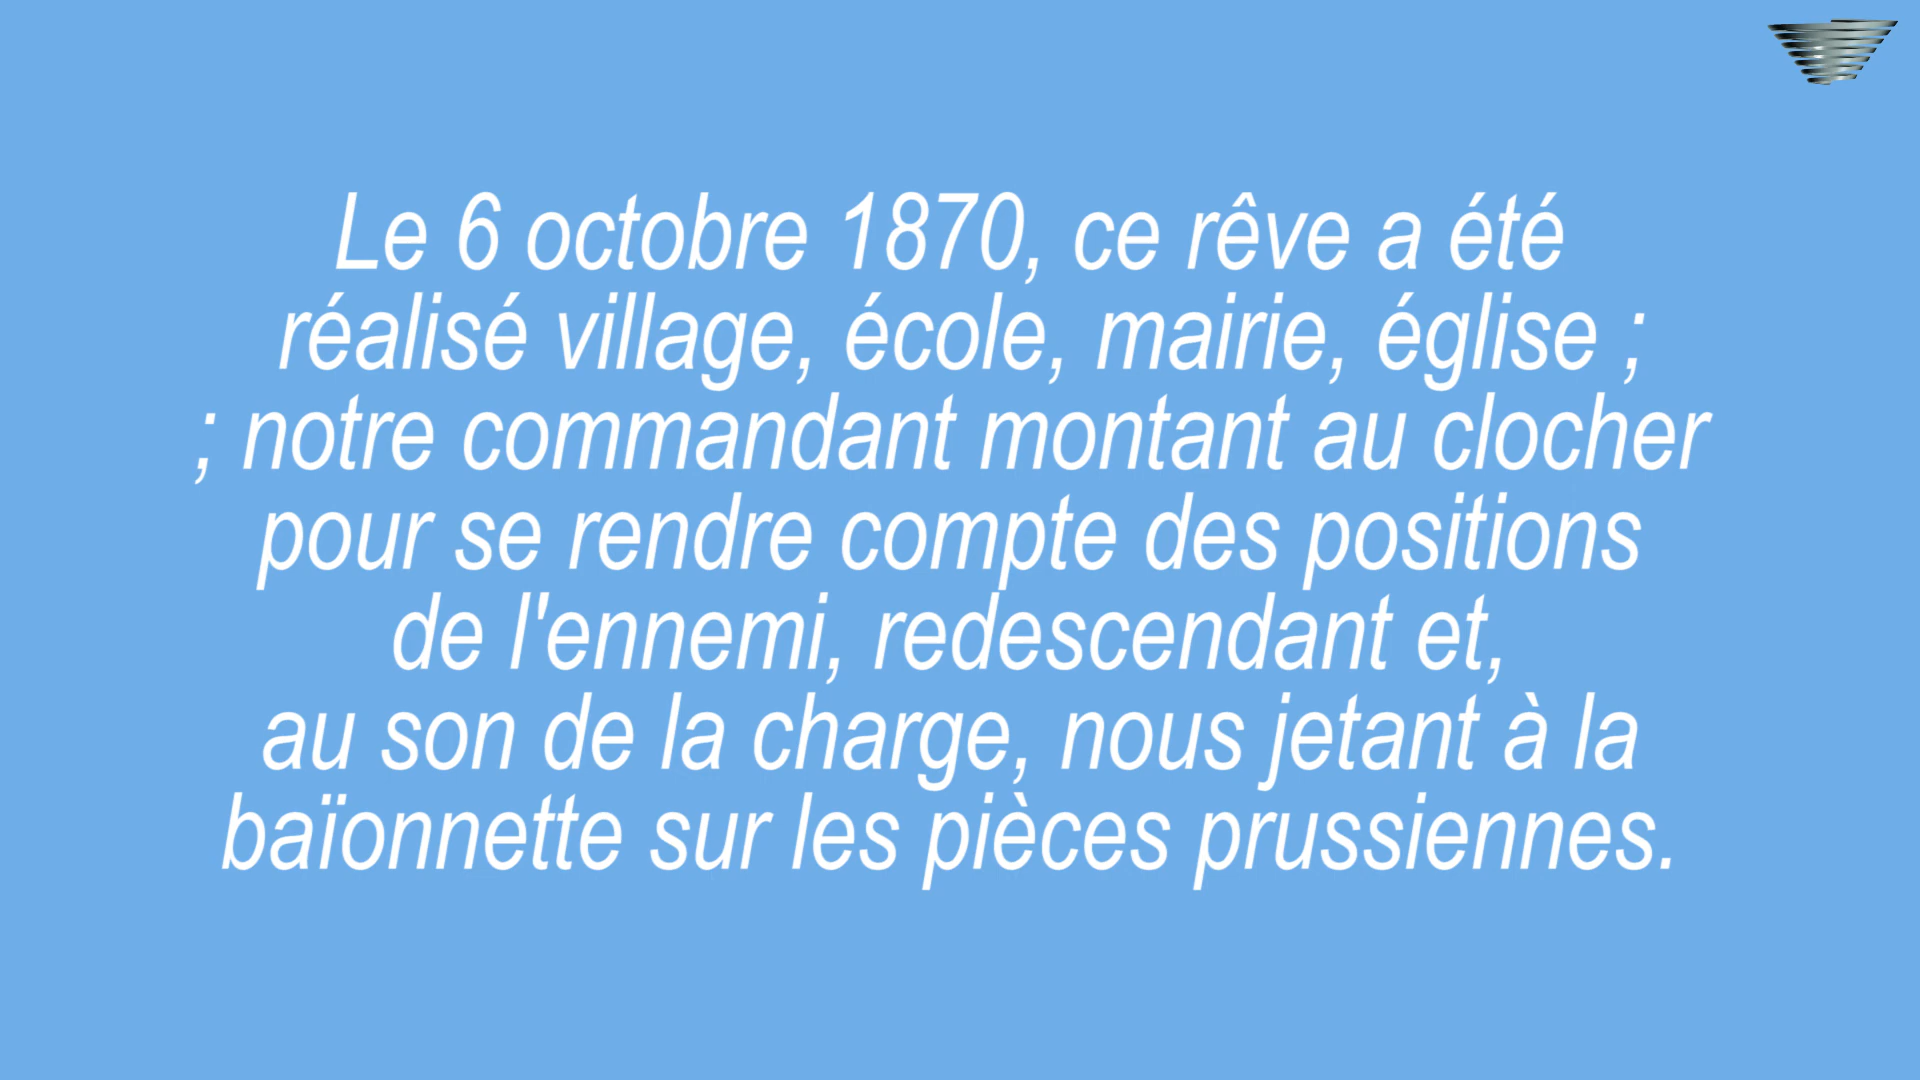 Le 6 octobre 1870, ce rêve a été
réalisé village, école, mairie, église ;
; notre commandant montant au clocher
pour se rendre compte des positions
de l'ennemi, redescendant et,
au son de la charge, nous jetant à la
baïonnette sur les pièces prussiennes.